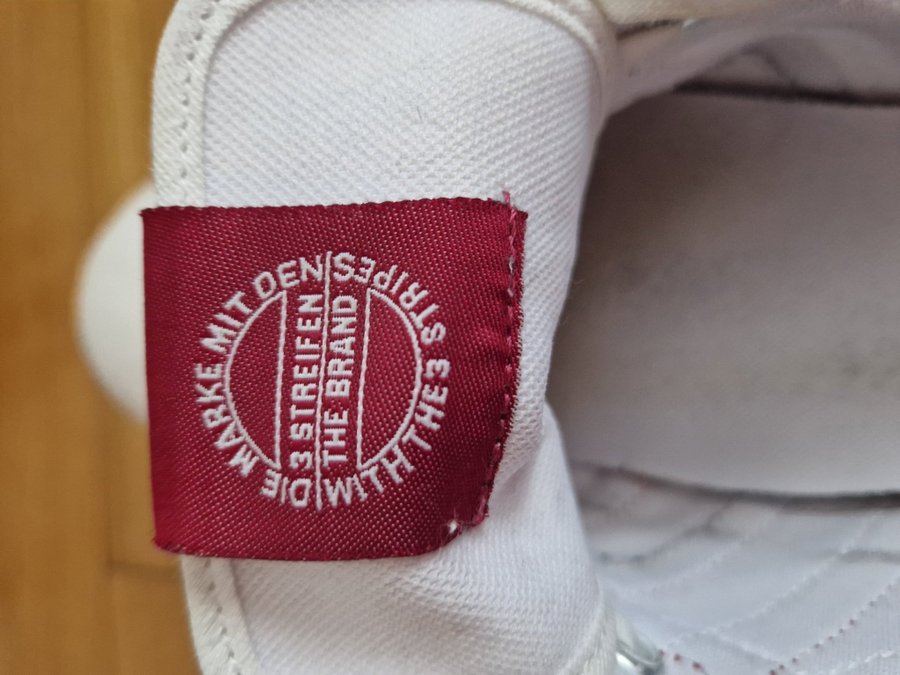 DIE MARKE MIT DEN
3 STREIFEN
THE BRAND
WITH THE 3 STRIPES